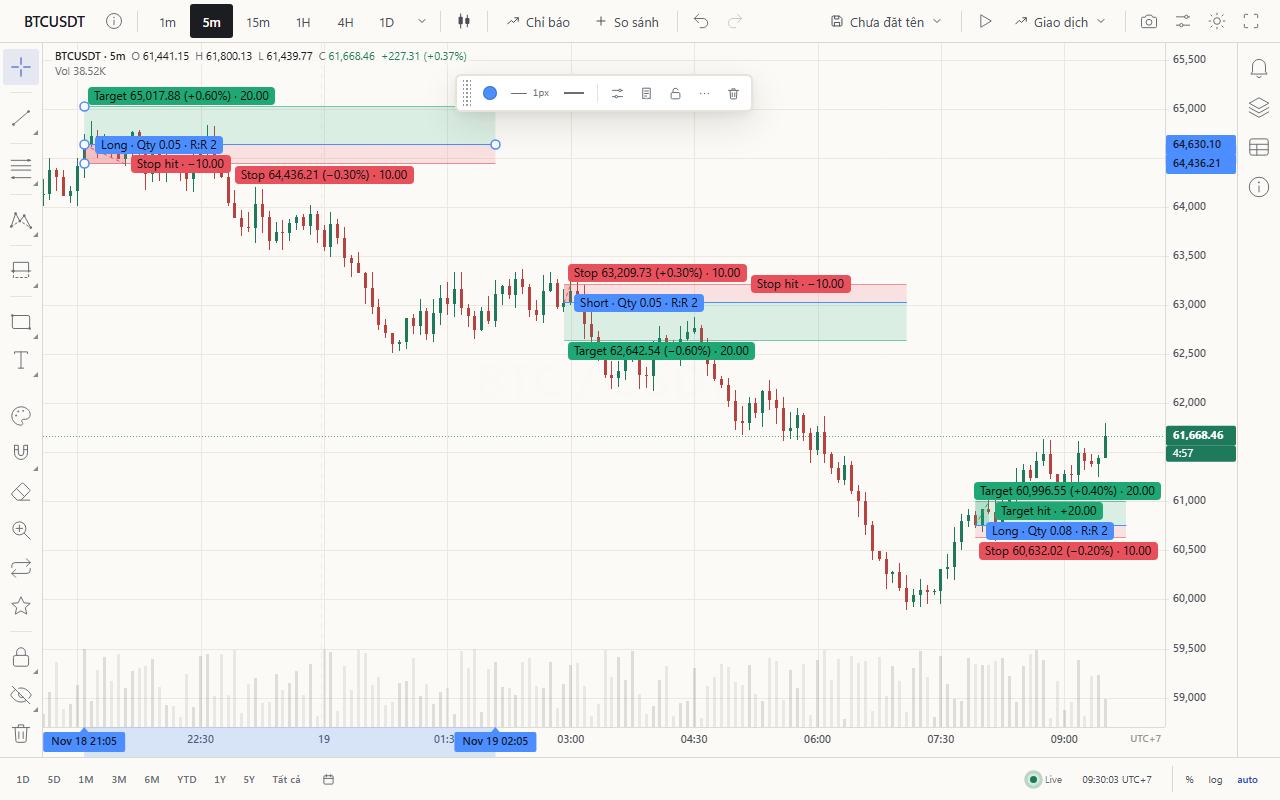 BTCUSDT 1m 5m 15m 1H 4H 1D Chỉ báo So sánh Chưa đặt tên Giao dịch
BTCUSDT · 5m O 61,441.15 H 61,800.13 L 61,439.77 C 61,668.46 +227.31 (+0.37%)
Vol 38.52K
1px
Target 65,017.88 (+0.60%) · 20.00
Long · Qty 0.05 · R:R 2
Stop hit · −10.00
Stop 64,436.21 (−0.30%) · 10.00
Stop 63,209.73 (+0.30%) · 10.00
Stop hit · −10.00
Short · Qty 0.05 · R:R 2
Target 62,642.54 (−0.60%) · 20.00
Target 60,996.55 (+0.40%) · 20.00
Target hit · +20.00
Long · Qty 0.08 · R:R 2
Stop 60,632.02 (−0.20%) · 10.00
65,500
65,000
64,630.10
64,436.21
64,000
63,500
63,000
62,500
62,000
61,668.46
4:57
61,000
60,500
60,000
59,500
59,000
Nov 18 21:05 22:30 19 01:3 Nov 19 02:05 03:00 04:30 06:00 07:30 09:00 UTC+7
1D 5D 1M 3M 6M YTD 1Y 5Y Tất cả Live 09:30:03 UTC+7 % log auto